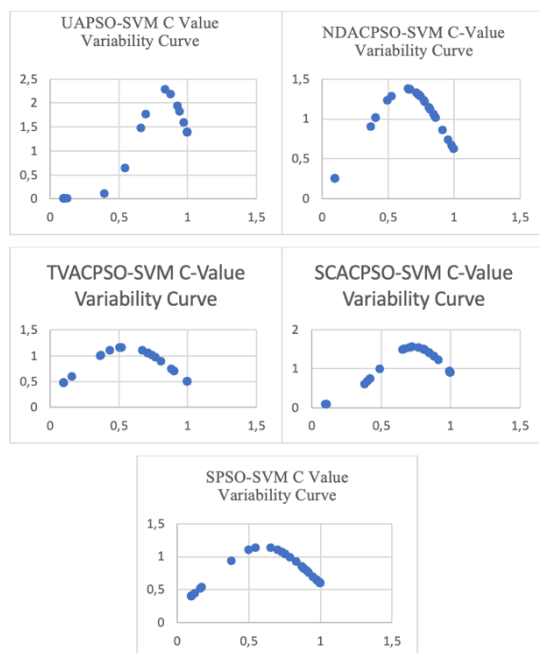 UAPSO-SVM C Value
Variability Curve
2,5
2
1,5
1
0,5
0
0 0,5 1 1,5
NDACPSO-SVM C-Value
Variability Curve
1,5
1
0,5
0
0 0,5 1 1,5
TVACPSO-SVM C-Value
Variability Curve
1,5
1
0,5
0
0 0,5 1 1,5
SCACPSO-SVM C-Value
Variability Curve
2
1
0
0 0,5 1 1,5
SPSO-SVM C Value
Variability Curve
1,5
1
0,5
0
0 0,5 1 1,5